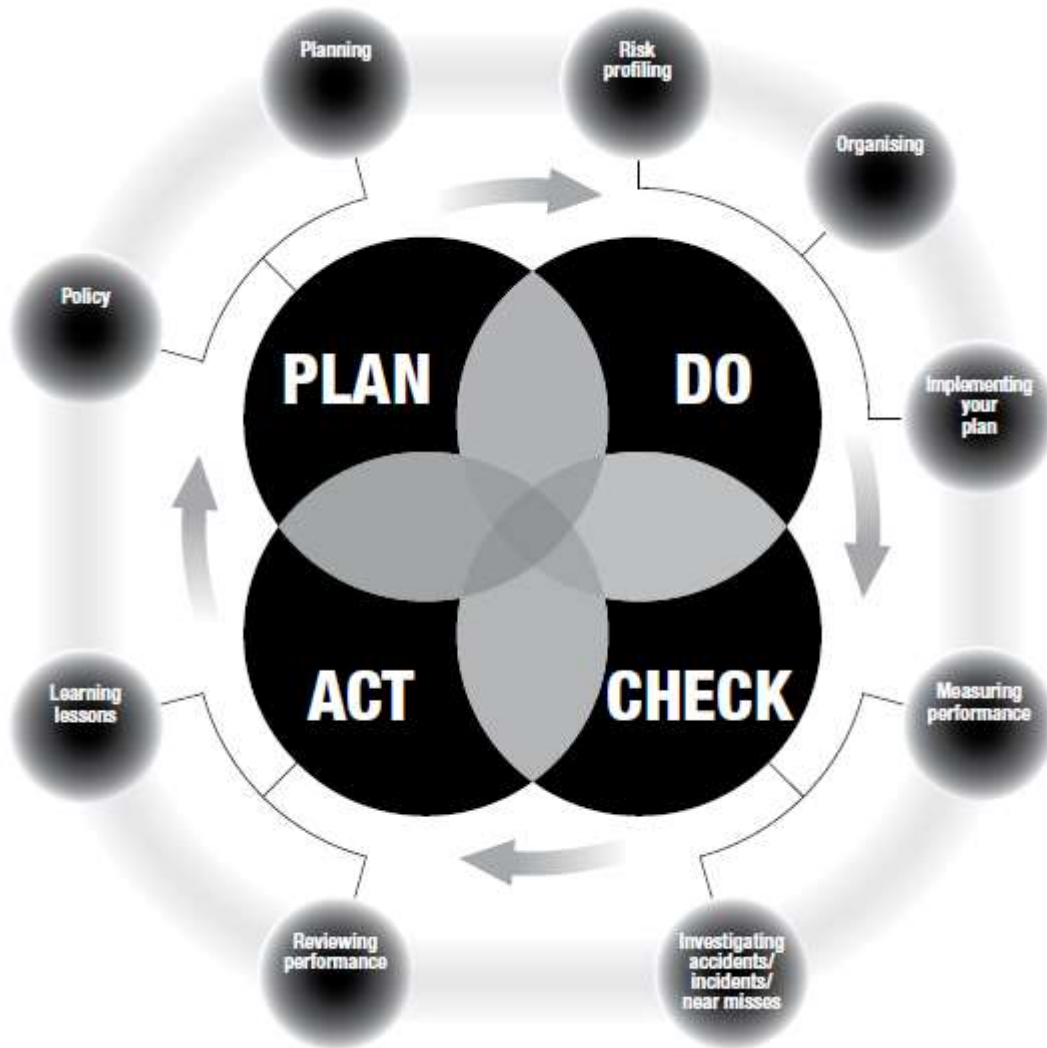 Planning
Risk
profiling
Organising
Policy
PLAN
DO
Implementing
your
plan
Learning
lessons
ACT
CHECK
Measuring
performance
Reviewing
performance
Investigating
accidents/
incidents/
near misses